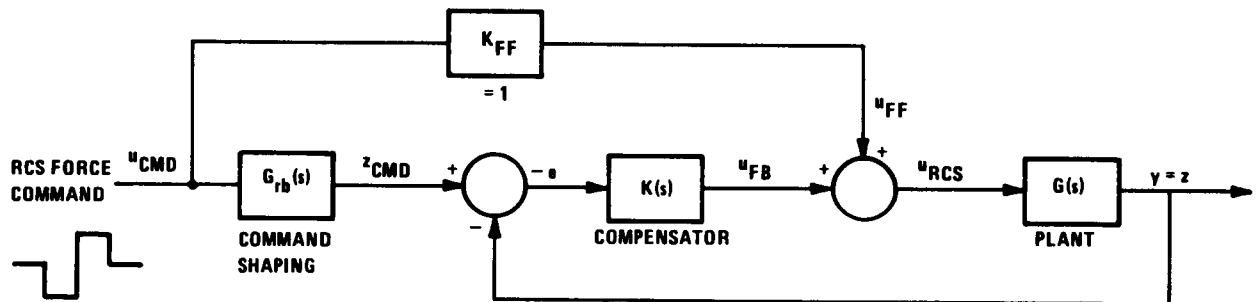 K_FF
= 1
u_FF
RCS FORCE
COMMAND
u_CMD
G_rb(s)
z_CMD
+
- e
K(s)
u_FB
+
+
u_RCS
G(s)
y = z
-
COMMAND
SHAPING
COMPENSATOR
PLANT